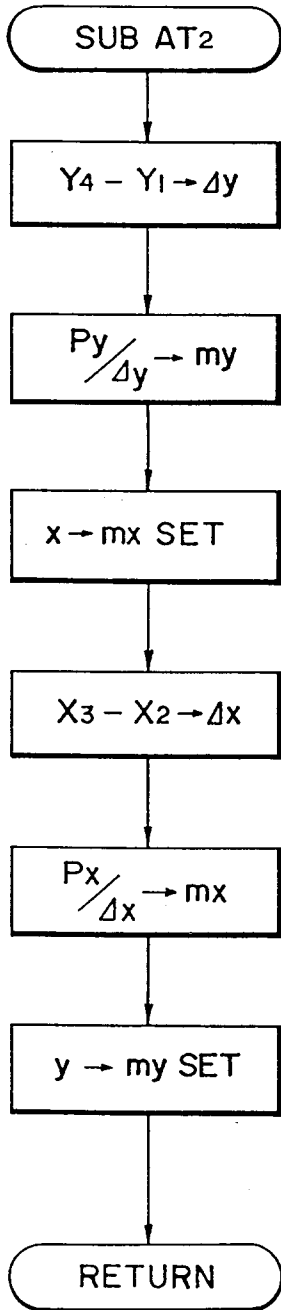 SUB AT2
Y4 – Y1 → Δy
Py/Δy → my
x → mx SET
X3 – X2 → Δx
Px/Δx → mx
y → my SET
RETURN